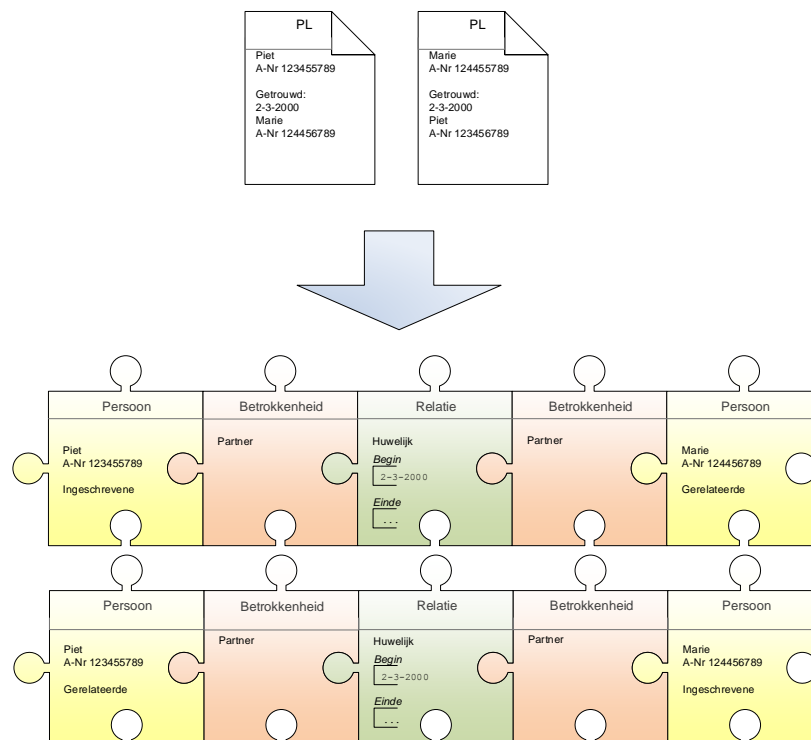 PL
Piet
A-Nr 123455789
Getrouwd:
2-3-2000
Marie
A-Nr 124456789
PL
Marie
A-Nr 124455789
Getrouwd:
2-3-2000
Piet
A-Nr 123456789
Persoon
Betrokkenheid
Relatie
Betrokkenheid
Persoon
Piet
A-Nr 123455789
Ingeschrevene
Partner
Huwelijk
Begin
2-3-2000
Einde
...
Partner
Marie
A-Nr 124456789
Gerelateerde
Persoon
Betrokkenheid
Relatie
Betrokkenheid
Persoon
Piet
A-Nr 123455789
Gerelateerde
Partner
Huwelijk
Begin
2-3-2000
Einde
...
Partner
Marie
A-Nr 124456789
Ingeschrevene